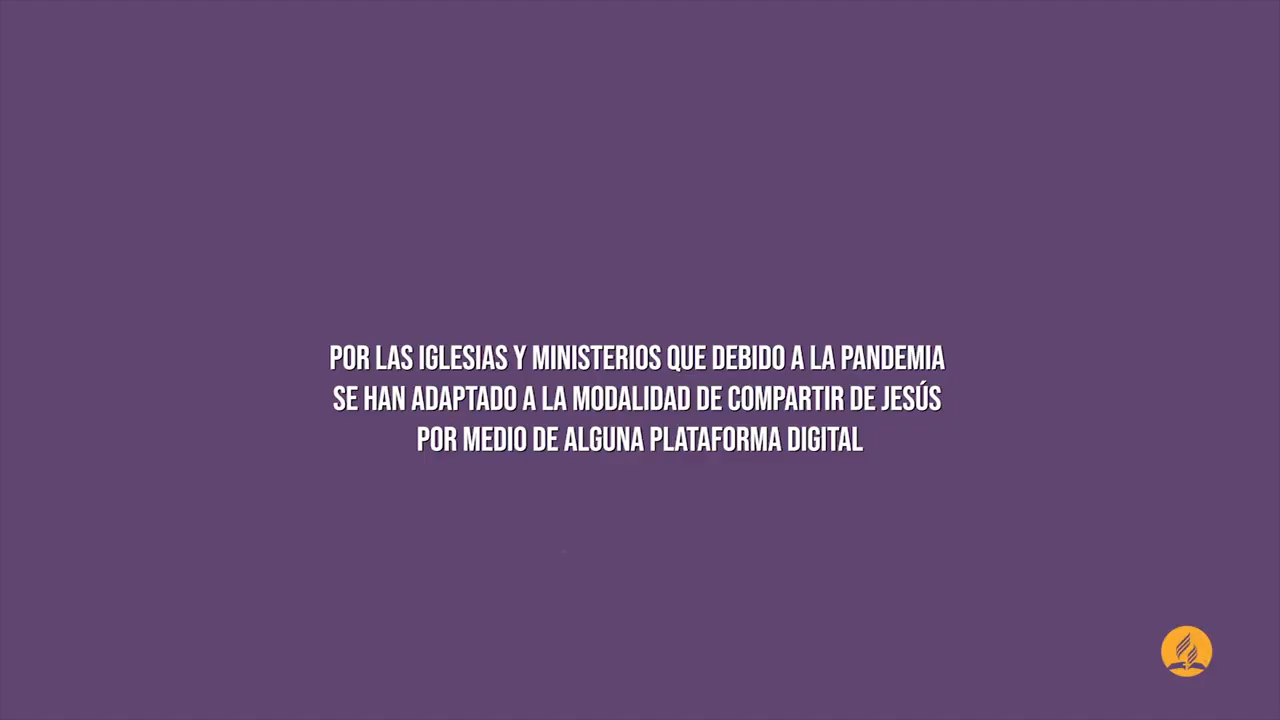 POR LAS IGLESIAS Y MINISTERIOS QUE DEBIDO A LA PANDEMIA
SE HAN ADAPTADO A LA MODALIDAD DE COMPARTIR DE JESÚS
POR MEDIO DE ALGUNA PLATAFORMA DIGITAL